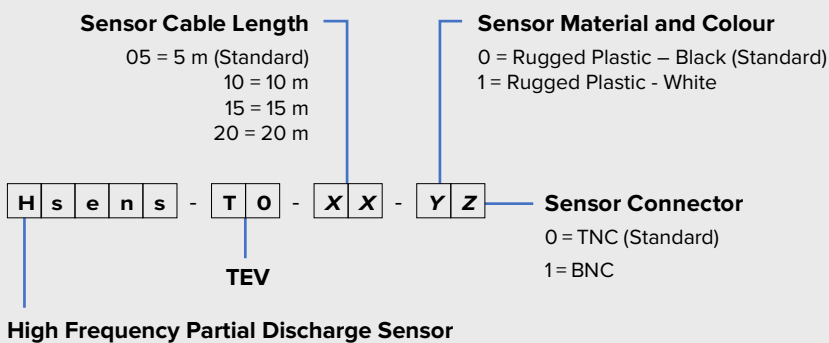 Sensor Cable Length
05 = 5 m (Standard)
10 = 10 m
15 = 15 m
20 = 20 m
Sensor Material and Colour
0 = Rugged Plastic – Black (Standard)
1 = Rugged Plastic - White
H s e n s - T 0 - X X - Y Z
Sensor Connector
0 = TNC (Standard)
1 = BNC
TEV
High Frequency Partial Discharge Sensor